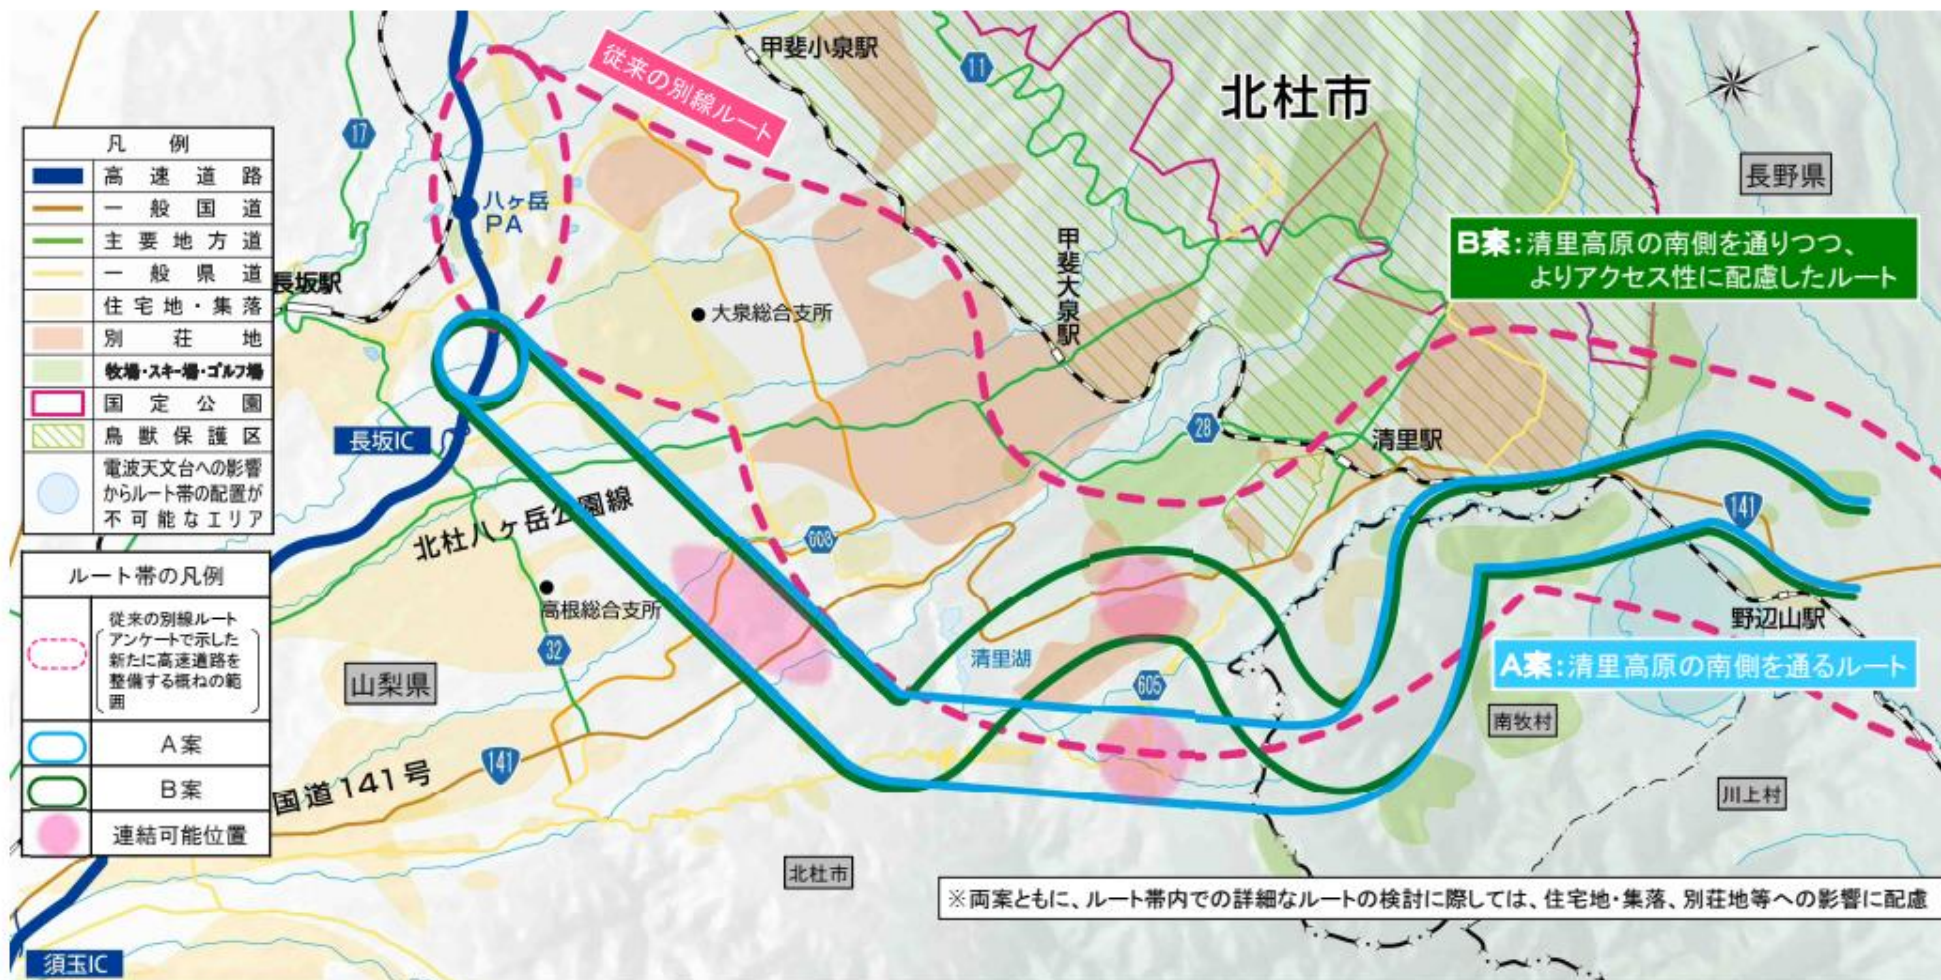 甲斐小泉駅
従来の別線ルート
11
北杜市
17
長野県
凡例
高速道路
一般国道
主要地方道
一般県道
住宅地・集落
別荘地
牧場・スキー場・ゴルフ場
国定公園
鳥獣保護区
電波天文台への影響
からルート帯の配置が
不可能なエリア
八ヶ岳
PA
長坂駅
大泉総合支所
甲斐大泉駅
B案:清里高原の南側を通りつつ、
よりアクセス性に配慮したルート
長坂IC
28
清里駅
北杜八ヶ岳公園線
608
141
高根総合支所
32
山梨県
清里湖
605
野辺山駅
A案:清里高原の南側を通るルート
南牧村
川上村
北杜市
ルート帯の凡例
従来の別線ルート
アンケートで示した
新たに高速道路を
整備する概ねの範
囲
A案
B案
連結可能位置
141
国道141号
※両案ともに、ルート帯内での詳細なルートの検討に際しては、住宅地・集落、別荘地等への影響に配慮
須玉IC